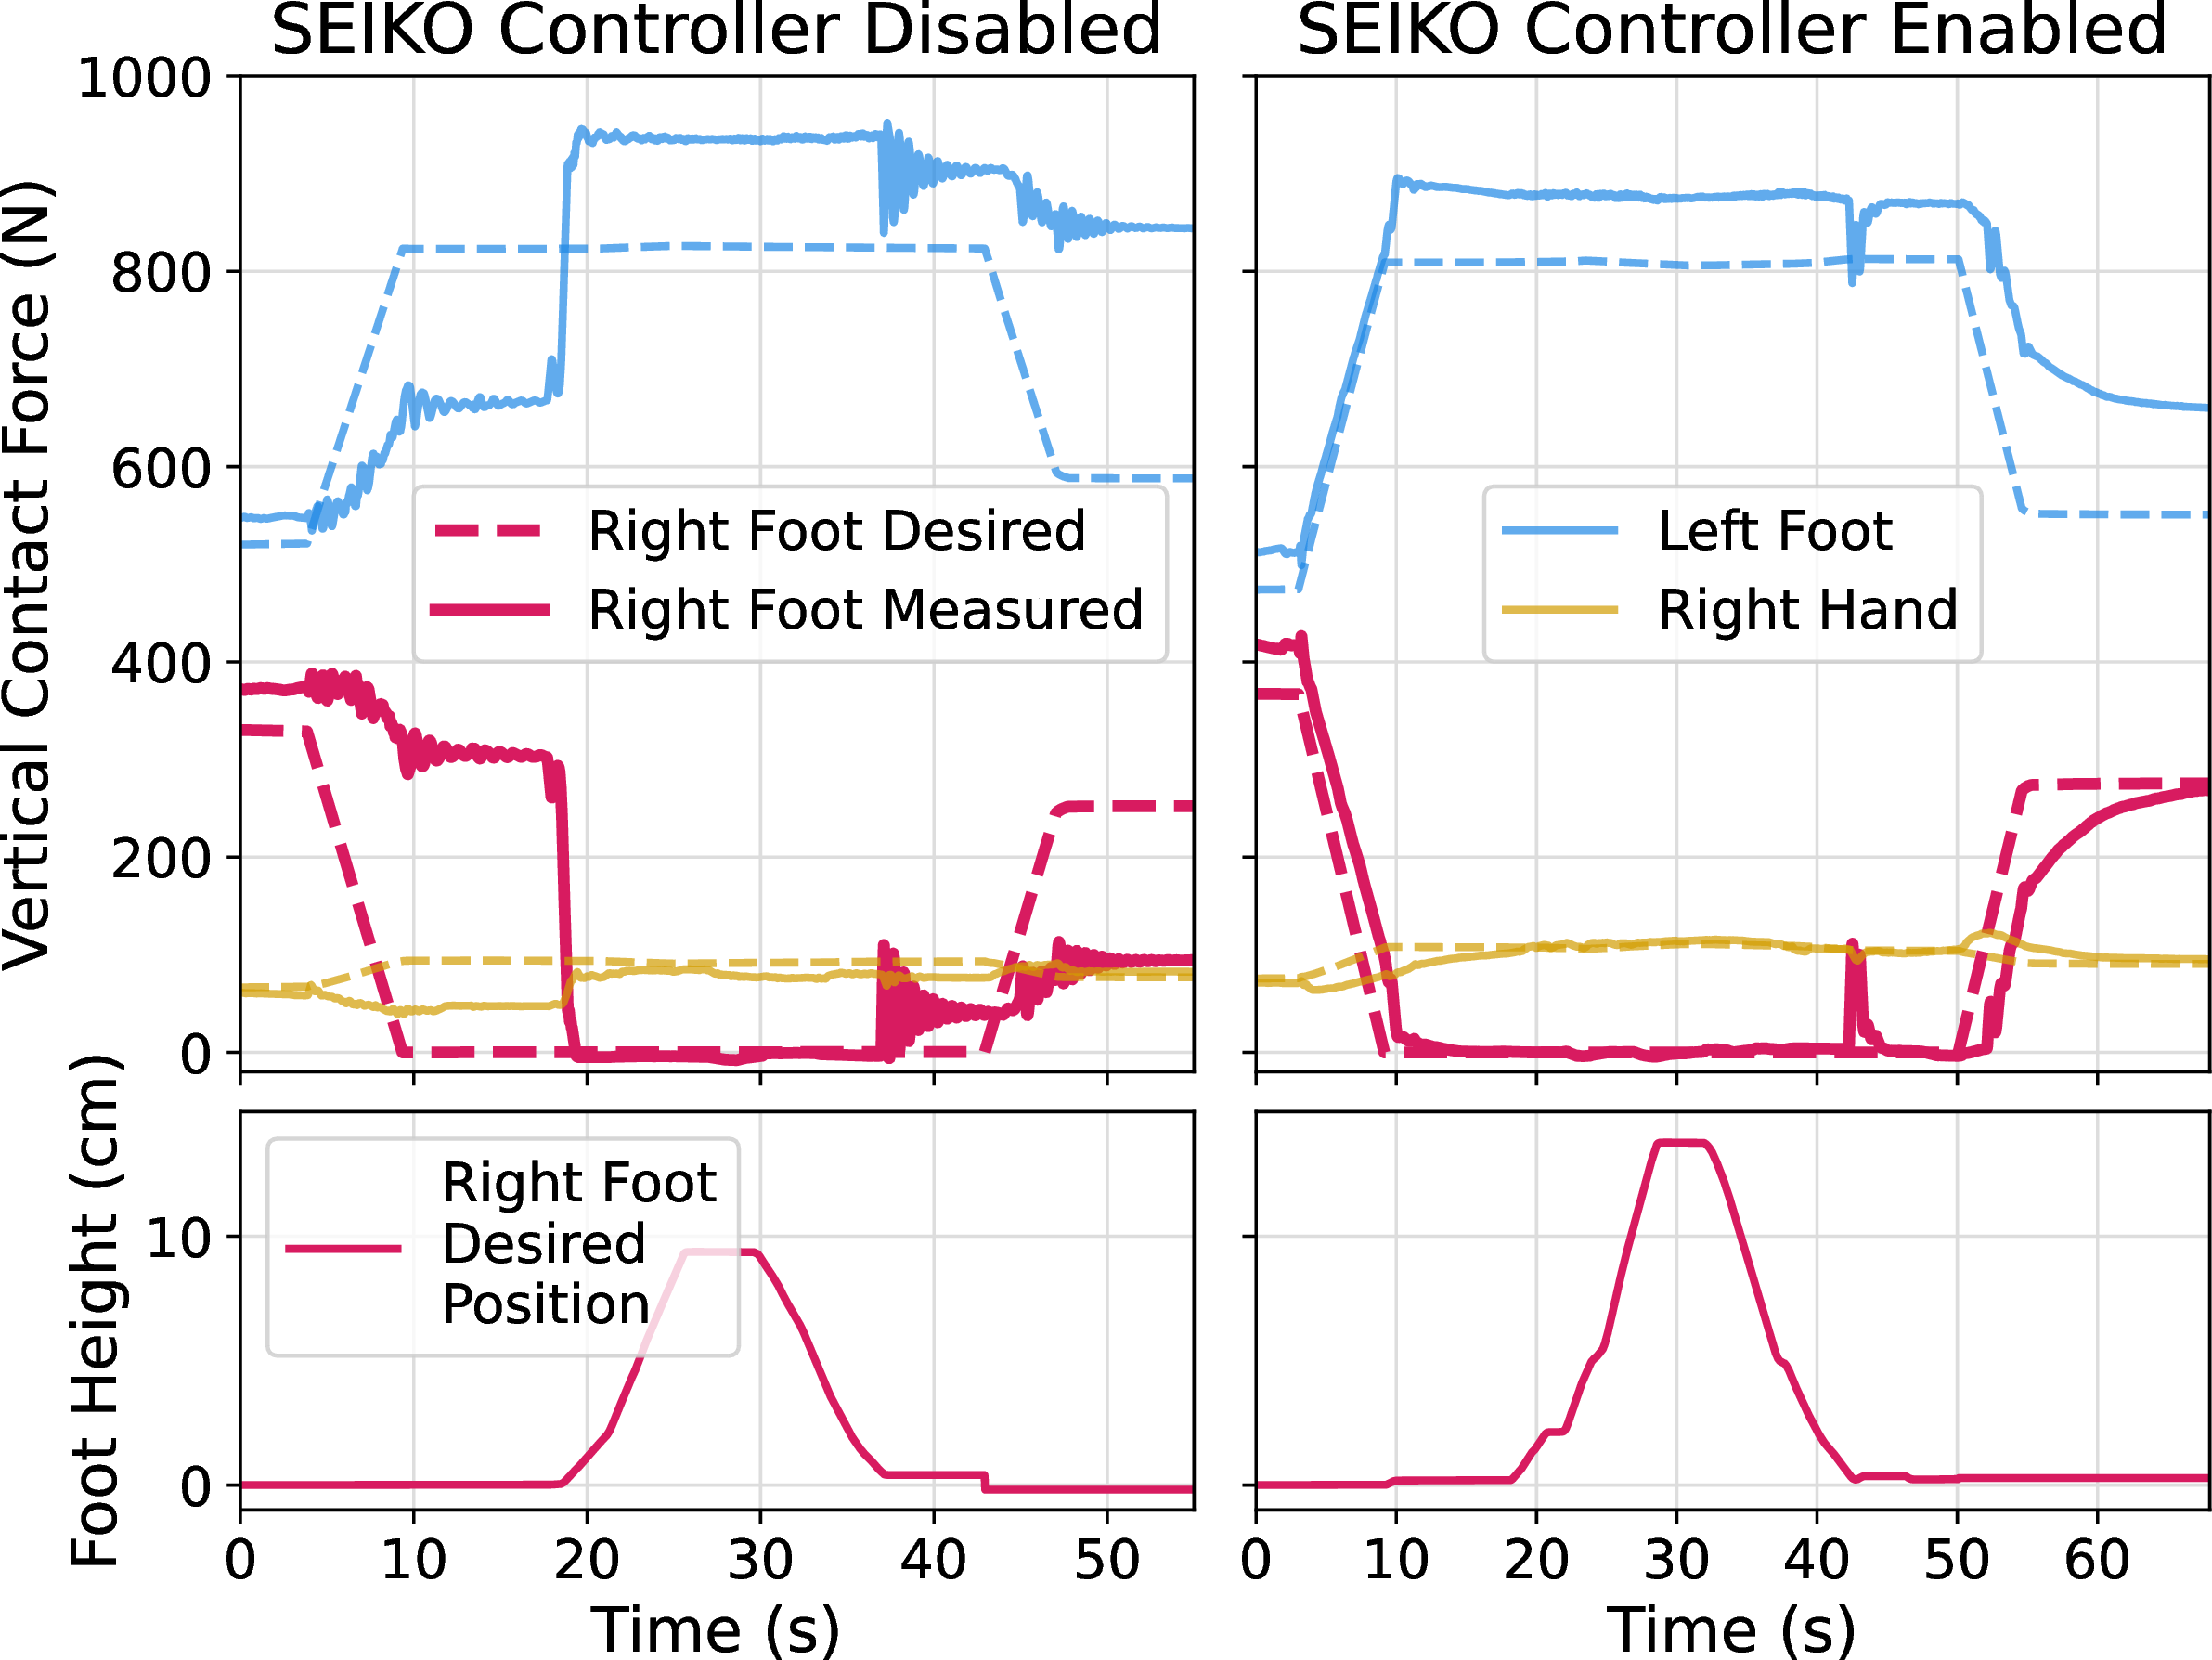 SEIKO Controller Disabled
SEIKO Controller Enabled
Vertical Contact Force (N)
1000
800
600
400
200
0
Right Foot Desired
Right Foot Measured
Left Foot
Right Hand
Foot Height (cm)
10
0
Right Foot
Desired
Position
0 10 20 30 40 50
0 10 20 30 40 50 60
Time (s)
Time (s)